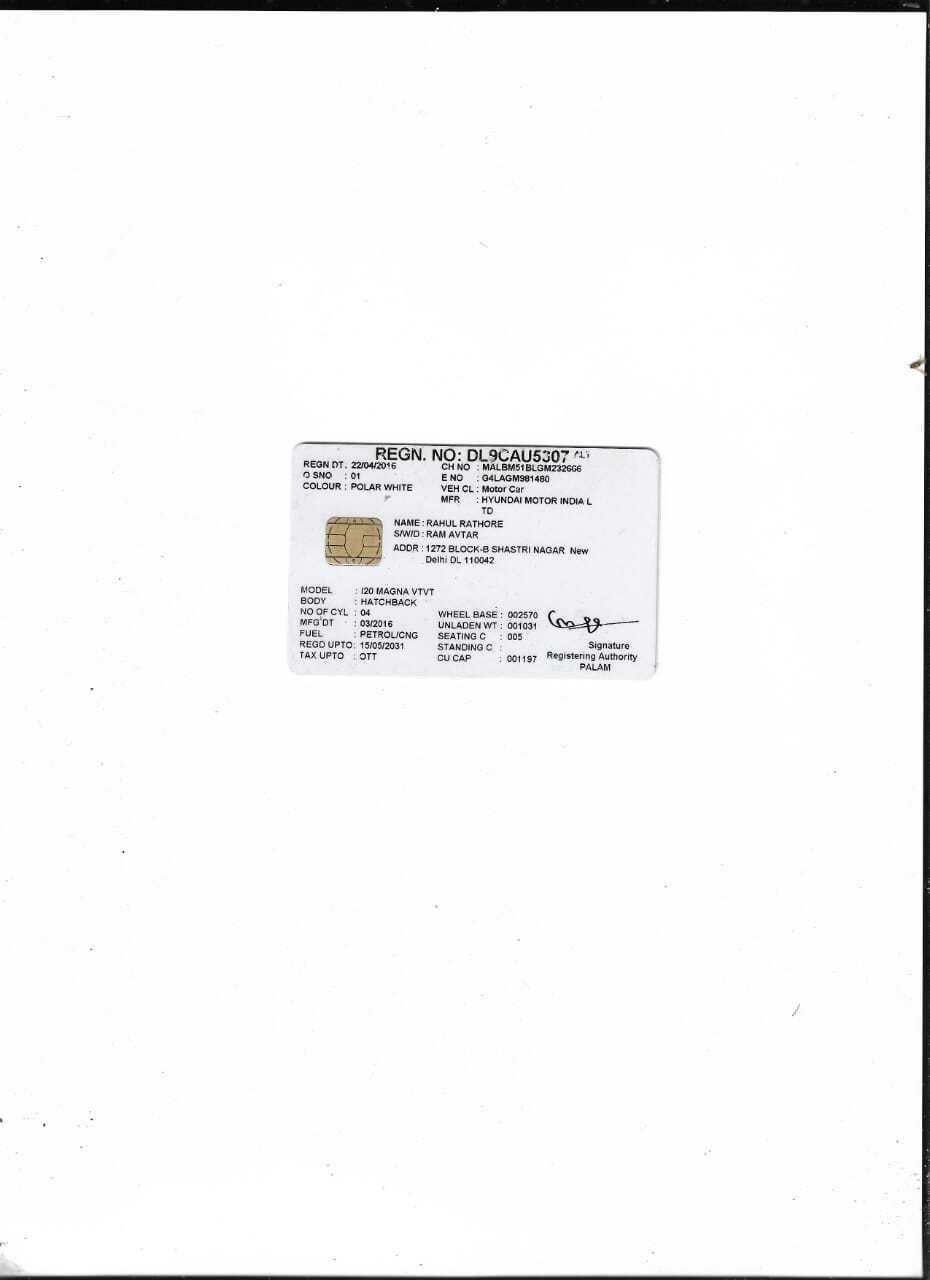 REGN. NO: DL9CAU5307
REGN DT. 22/04/2016 CH NO : MALBM51BLGM232666
O SNO : 01 E NO : G4LAGM981480
COLOUR : POLAR WHITE VEH CL : Motor Car
MFR : HYUNDAI MOTOR INDIA L
TD
NAME : RAHUL RATHORE
S/W/D : RAM AVTAR
ADDR : 1272 BLOCK-B SHASTRI NAGAR New
Delhi DL 110042
MODEL : I20 MAGNA VTVT
BODY : HATCHBACK
NO OF CYL : 04 WHEEL BASE : 002570
MFG DT : 03/2016 UNLADEN WT : 001031
FUEL : PETROL/CNG SEATING C : 005
REGD UPTO: 15/05/2031 STANDING C : Signature
TAX UPTO : OTT CU CAP : 001197 Registering Authority
PALAM